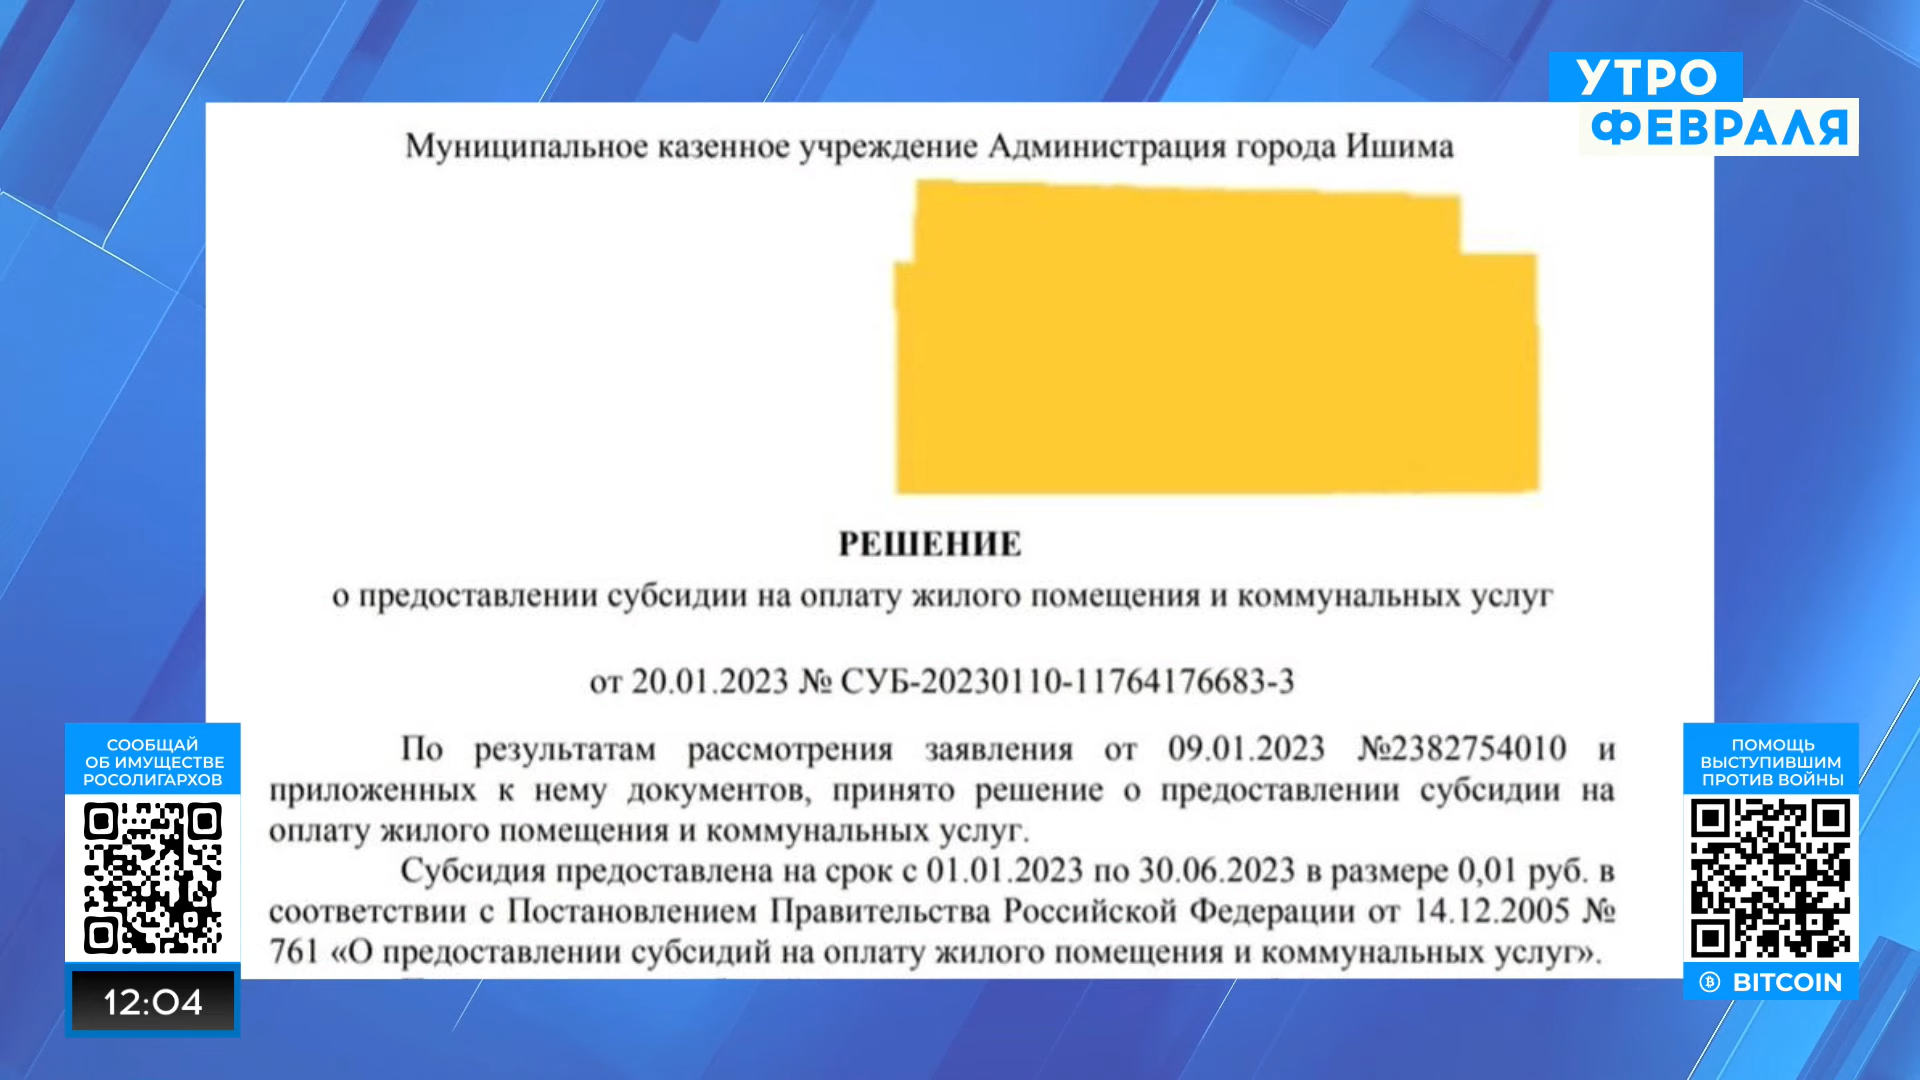 УТРО
ФЕВРАЛЯ
Муниципальное казенное учреждение Администрация города Ишима
РЕШЕНИЕ
о предоставлении субсидии на оплату жилого помещения и коммунальных услуг
от 20.01.2023 № СУБ-20230110-11764176683-3
По результатам рассмотрения заявления от 09.01.2023 №2382754010 и
приложенных к нему документов, принято решение о предоставлении субсидии на
оплату жилого помещения и коммунальных услуг.
Субсидия предоставлена на срок с 01.01.2023 по 30.06.2023 в размере 0,01 руб. в
соответствии с Постановлением Правительства Российской Федерации от 14.12.2005 №
761 «О предоставлении субсидий на оплату жилого помещения и коммунальных услуг».
СООБЩАЙ
ОБ ИМУЩЕСТВЕ
РОСОЛИГАРХОВ
12:04
ПОМОЩЬ
ВЫСТУПИВШИМ
ПРОТИВ ВОЙНЫ
BITCOIN